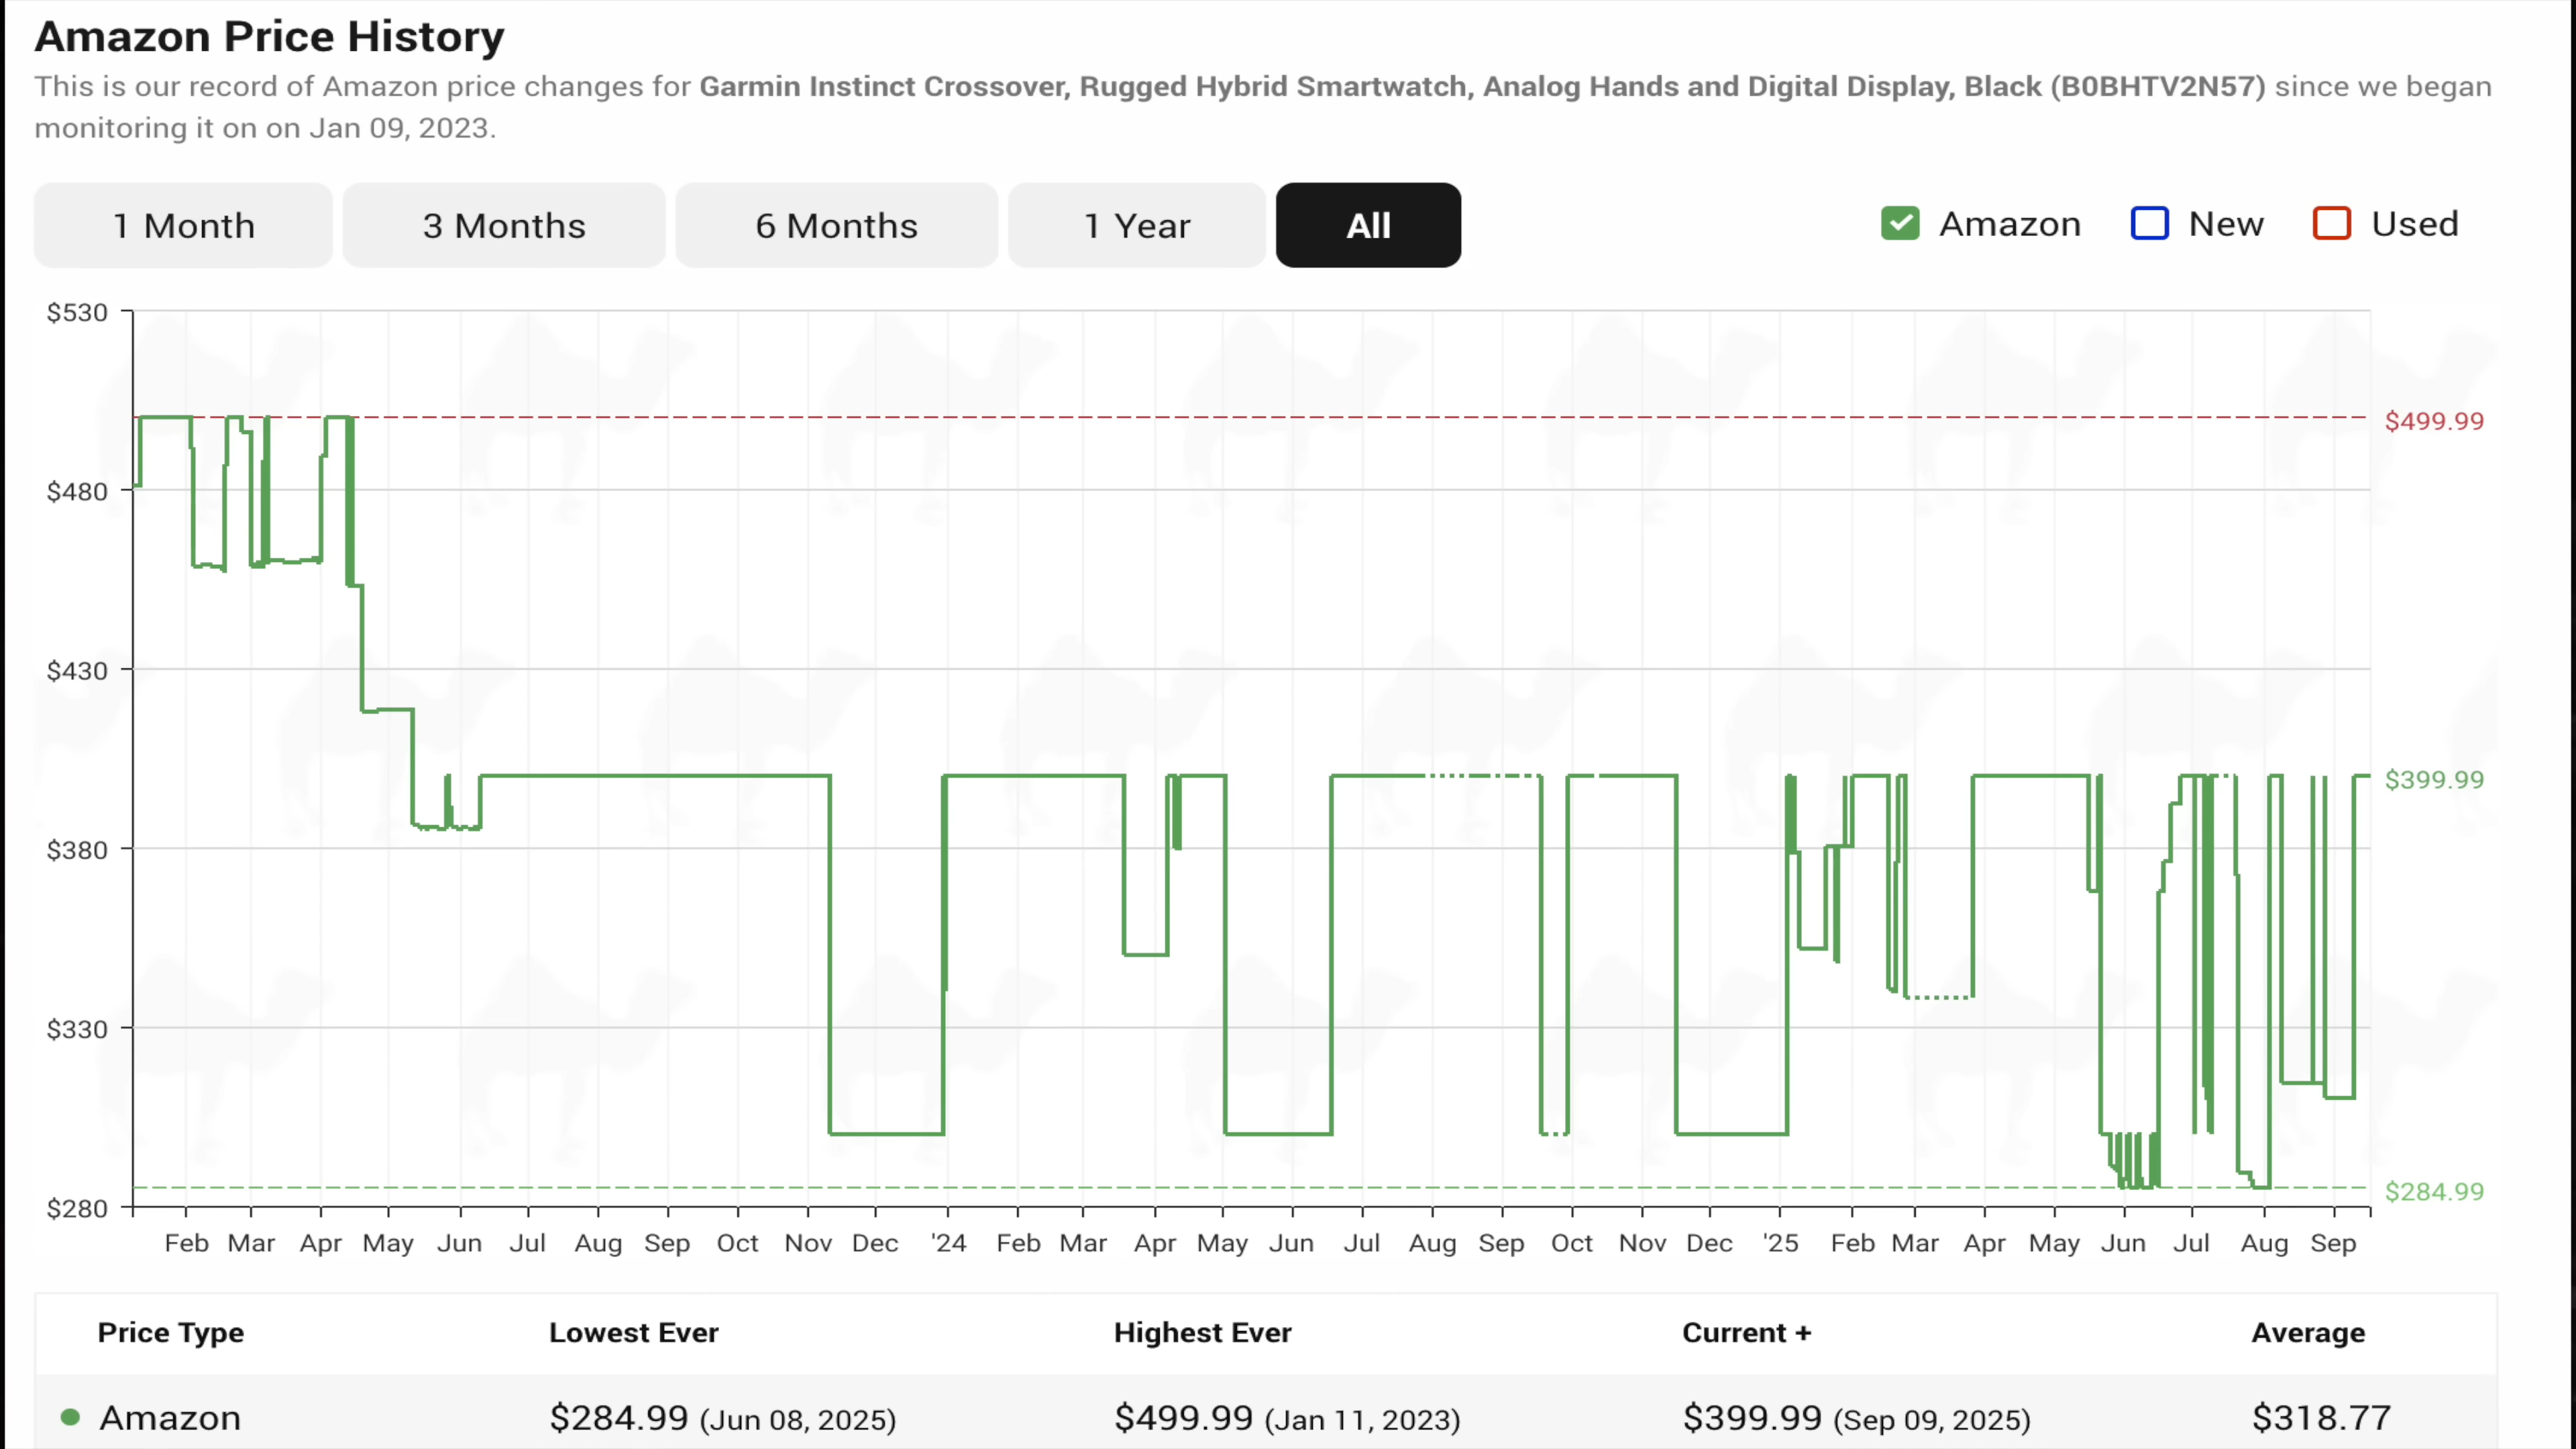 Amazon Price History
This is our record of Amazon price changes for Garmin Instinct Crossover, Rugged Hybrid Smartwatch, Analog Hands and Digital Display, Black (B0BHTV2N57) since we began
monitoring it on on Jan 09, 2023.
1 Month 3 Months 6 Months 1 Year All Amazon New Used
$530
$499.99
$480
$430
$399.99
$380
$330
$284.99
$280
Feb Mar Apr May Jun Jul Aug Sep Oct Nov Dec '24 Feb Mar Apr May Jun Jul Aug Sep Oct Nov Dec '25 Feb Mar Apr May Jun Jul Aug Sep
Price Type Lowest Ever Highest Ever Current + Average
Amazon $284.99 (Jun 08, 2025) $499.99 (Jan 11, 2023) $399.99 (Sep 09, 2025) $318.77